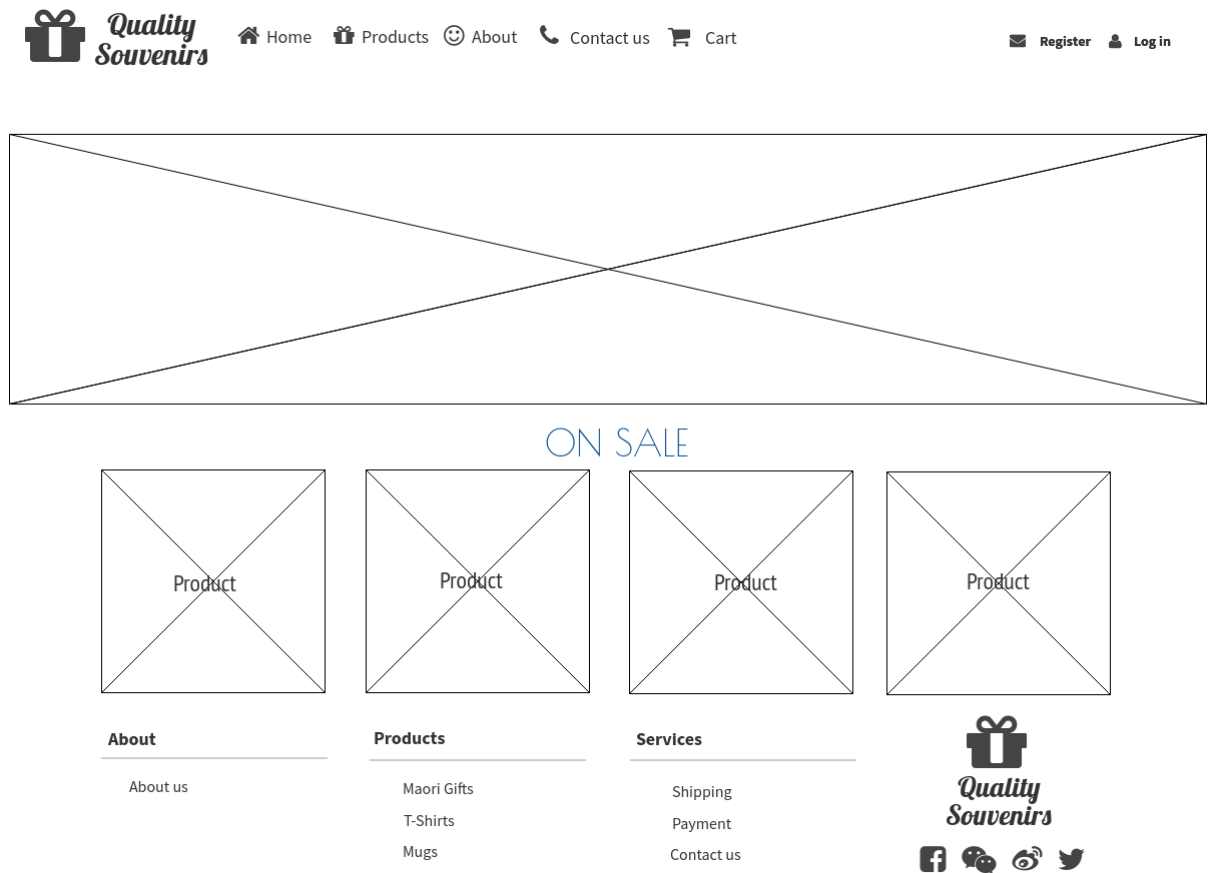 Quality
Souvenirs
Home Products About Contact us Cart Register Log in
ON SALE
Product Product Product Product
About
About us
Products
Maori Gifts
T-Shirts
Mugs
Services
Shipping
Payment
Contact us
Quality
Souvenirs